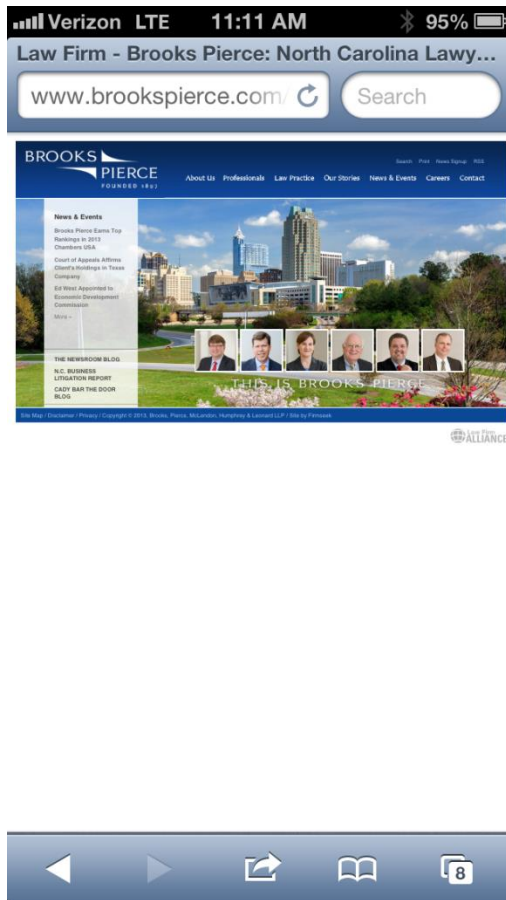 Verizon LTE 11:11 AM 95%
Law Firm - Brooks Pierce: North Carolina Lawy...
www.brookspierce.com/ Search
BROOKS
PIERCE
FOUNDED 1897
Search Print News Signup RSS
About Us Professionals Law Practice Our Stories News & Events Careers Contact
News & Events
Brooks Pierce Earns Top
Rankings in 2013
Chambers USA
Court of Appeals Affirms
Client's Holdings in Texas
Company
Ed West Appointed to
Economic Development
Commission
More »
THE NEWSROOM BLOG
N.C. BUSINESS
LITIGATION REPORT
CADY BAR THE DOOR
BLOG
THIS IS BROOKS PIERCE
Site Map / Disclaimer / Privacy / Copyright © 2013, Brooks, Pierce, McLendon, Humphrey & Leonard LLP / Site by Firmseek
Law Firm
ALLIANCE
8